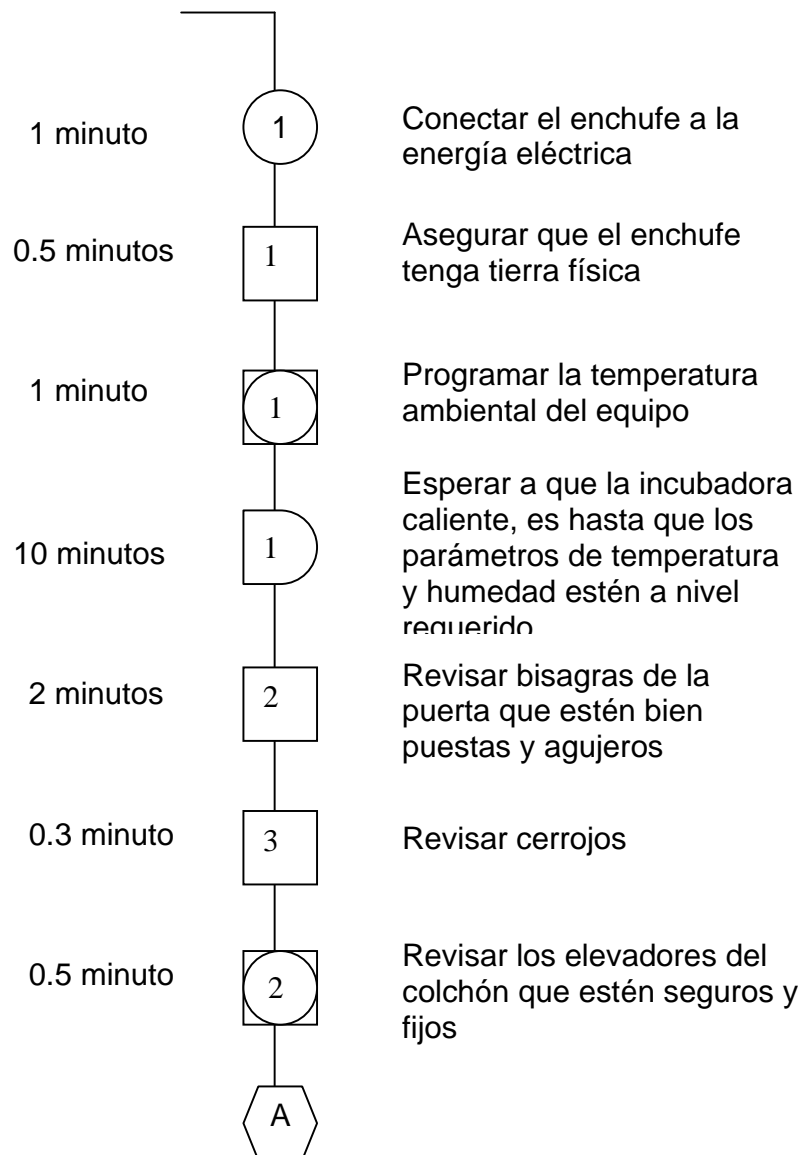 1 minuto
1
Conectar el enchufe a la
energía eléctrica
0.5 minutos
1
Asegurar que el enchufe
tenga tierra física
1 minuto
1
Programar la temperatura
ambiental del equipo
10 minutos
1
Esperar a que la incubadora
caliente, es hasta que los
parámetros de temperatura
y humedad estén a nivel
requerido
2 minutos
2
Revisar bisagras de la
puerta que estén bien
puestas y agujeros
0.3 minuto
3
Revisar cerrojos
0.5 minuto
2
Revisar los elevadores del
colchón que estén seguros y
fijos
A